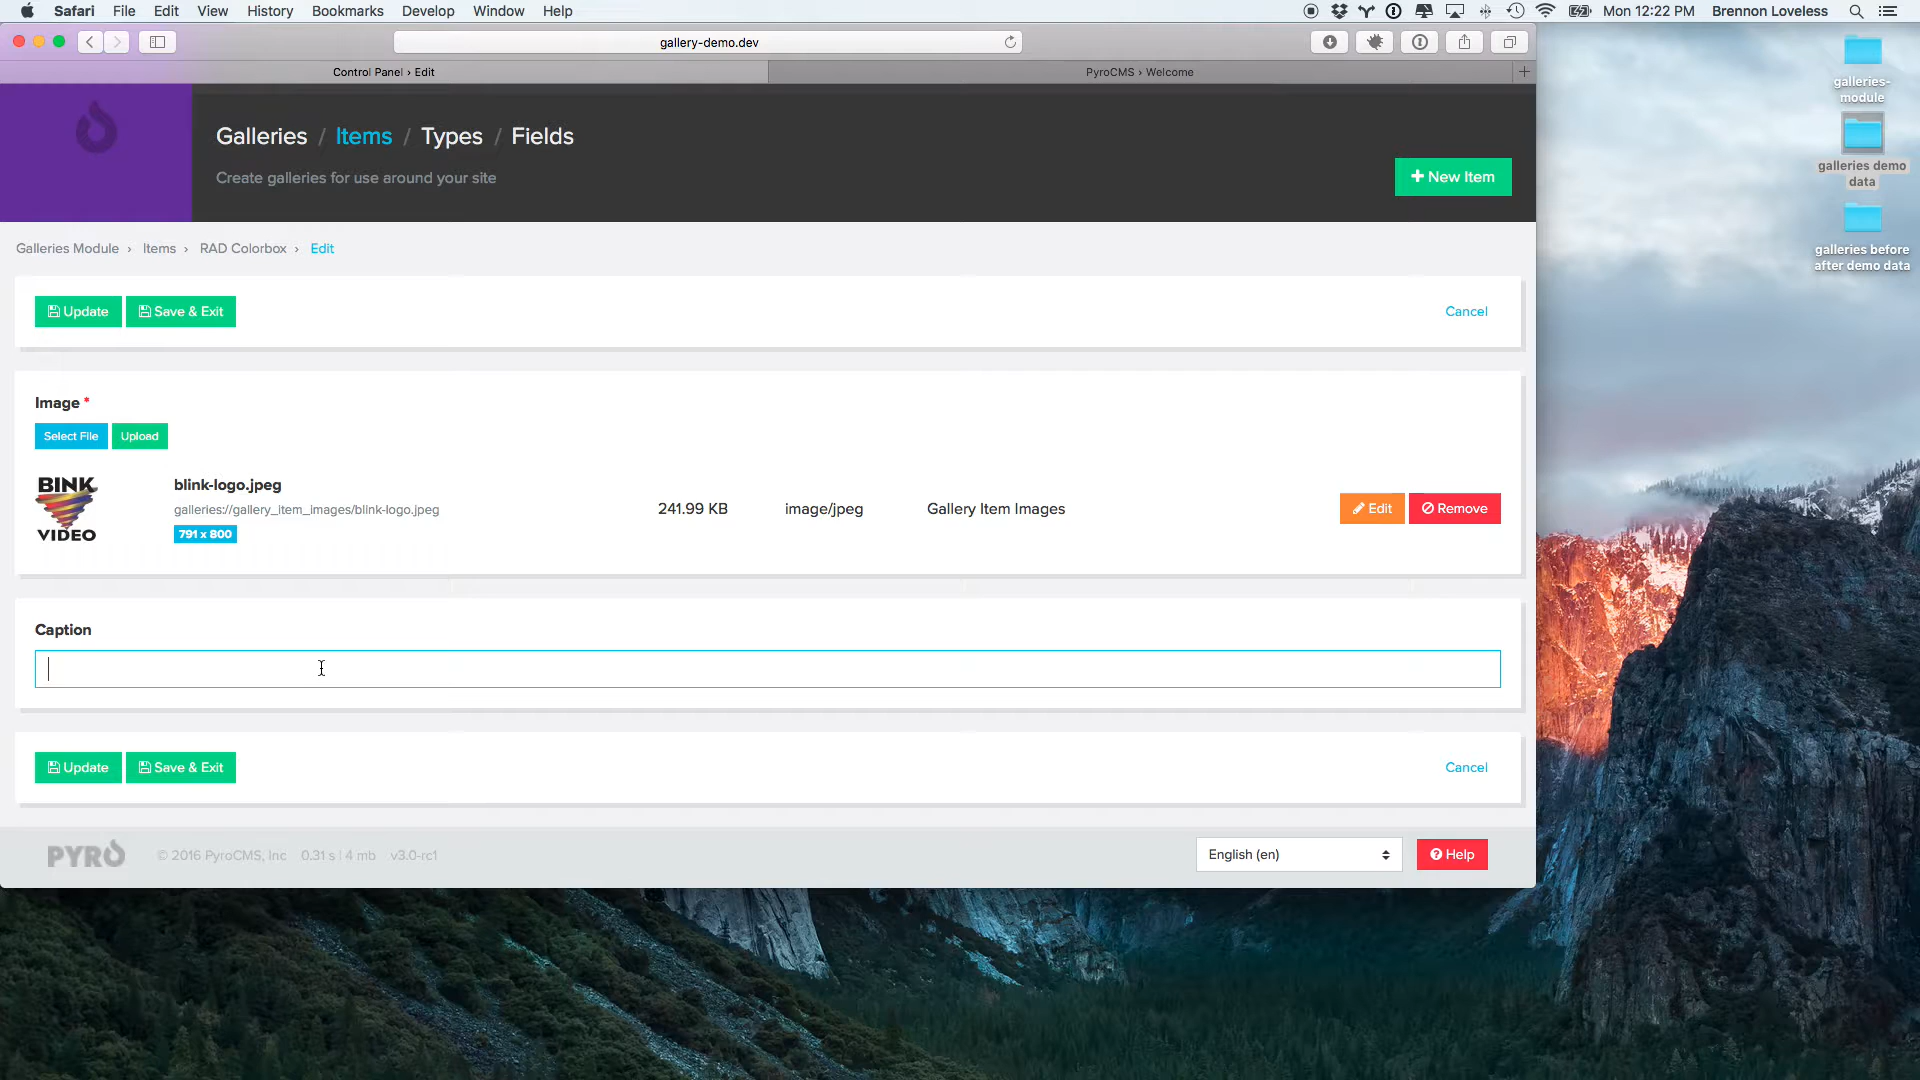 Safari File Edit View History Bookmarks Develop Window Help Mon 12:22 PM Brennon Loveless
gallery-demo.dev
Control Panel › Edit
PyroCMS › Welcome
Galleries / Items / Types / Fields
Create galleries for use around your site
New Item
Galleries Module › Items › RAD Colorbox › Edit
Update Save & Exit Cancel
Image *
Select File Upload
BINK
VIDEO
blink-logo.jpeg
galleries://gallery_item_images/blink-logo.jpeg
791 x 800
241.99 KB image/jpeg Gallery Item Images Edit Remove
Caption
Update Save & Exit Cancel
PYRO © 2016 PyroCMS, Inc 0.31 s | 4 mb v3.0-rc1 English (en) Help
galleries-
module
galleries demo
data
galleries before
after demo data